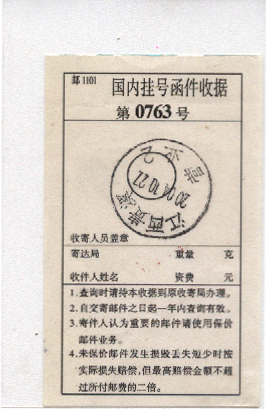 邮1101
国内挂号函件收据
第0763号
江西
2004.10.22
收寄人员盖章
寄达局 重量 克
收件人姓名 资费 元
1.查询时请持本收据到原收寄局办理。
2.自交寄邮件之日起一年内查询有效。
3.寄件人认为重要的邮件请使用保价
邮件业务。
4.未保价邮件发生损毁丢失短少时按
实际损失赔偿,但最高赔偿金额不超
过所付邮费的二倍。